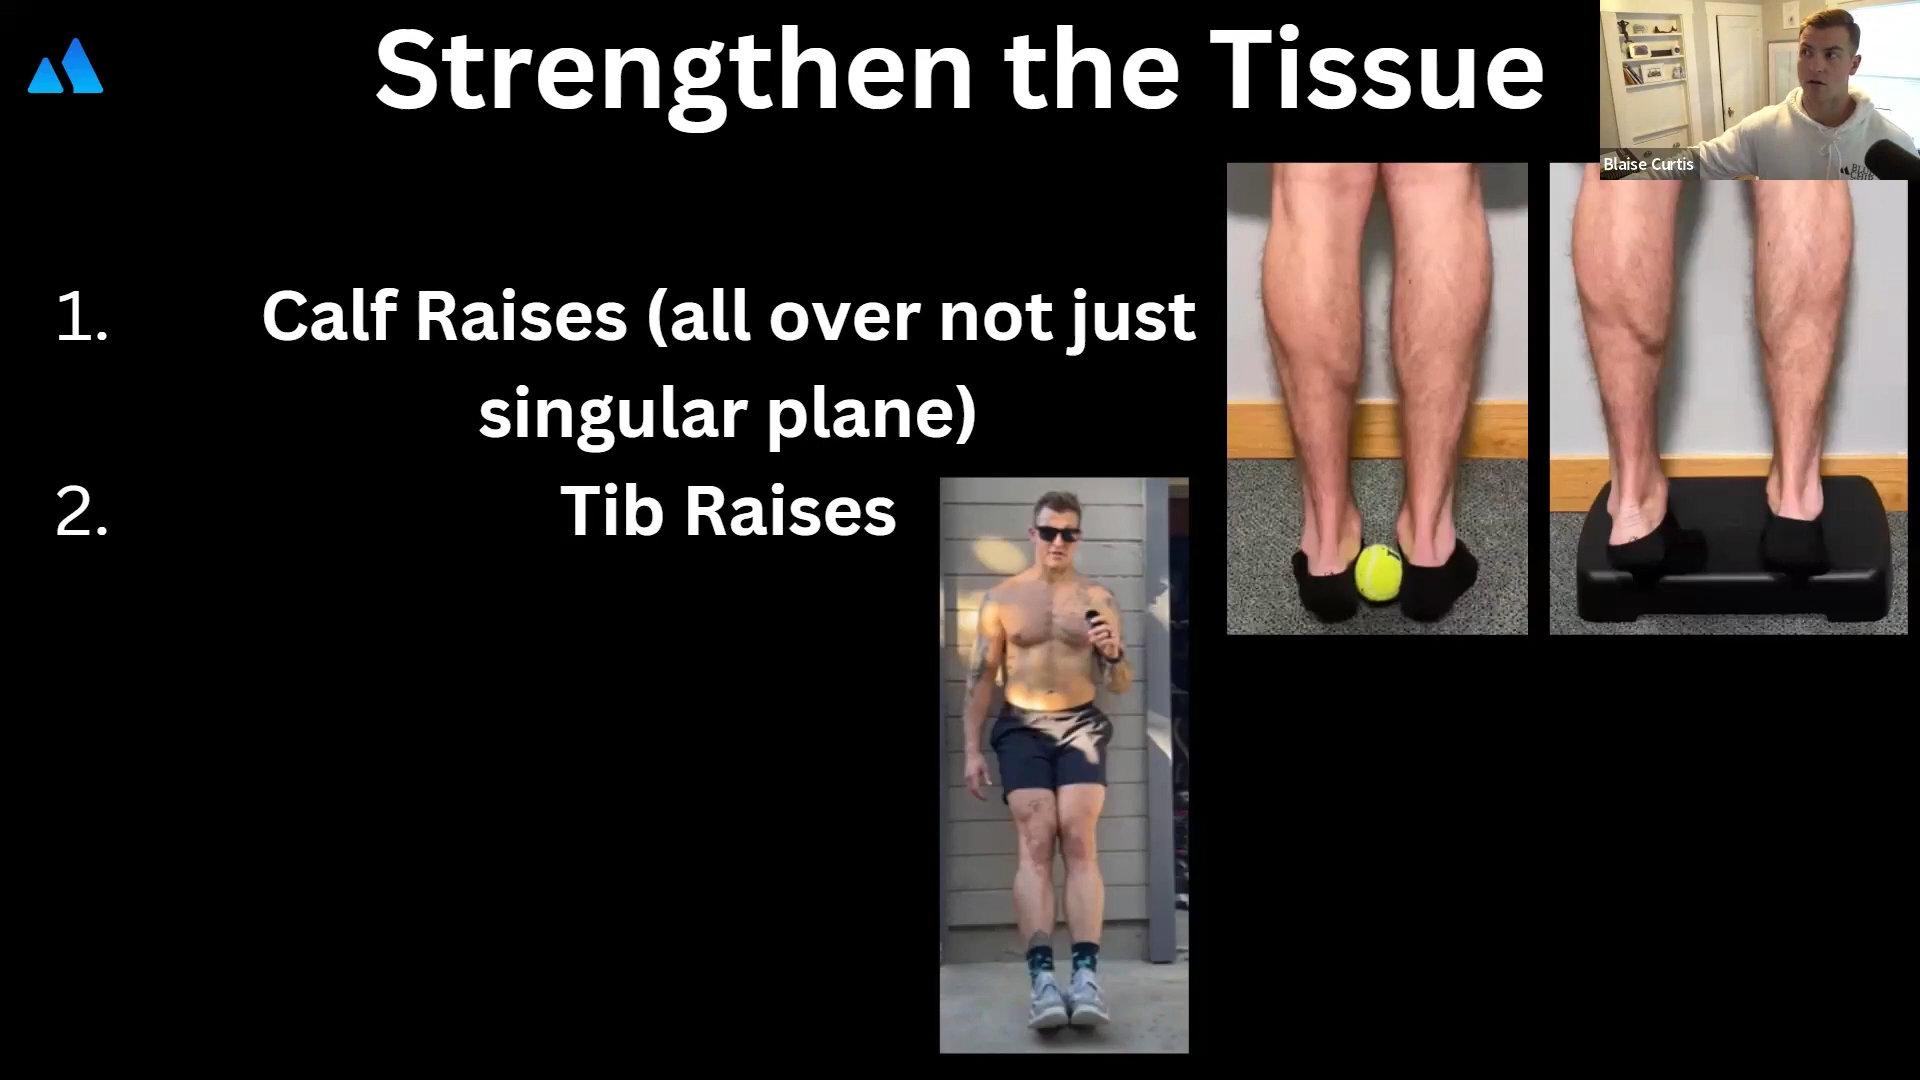 Strengthen the Tissue
Blaise Curtis
1. Calf Raises (all over not just
singular plane)
2. Tib Raises